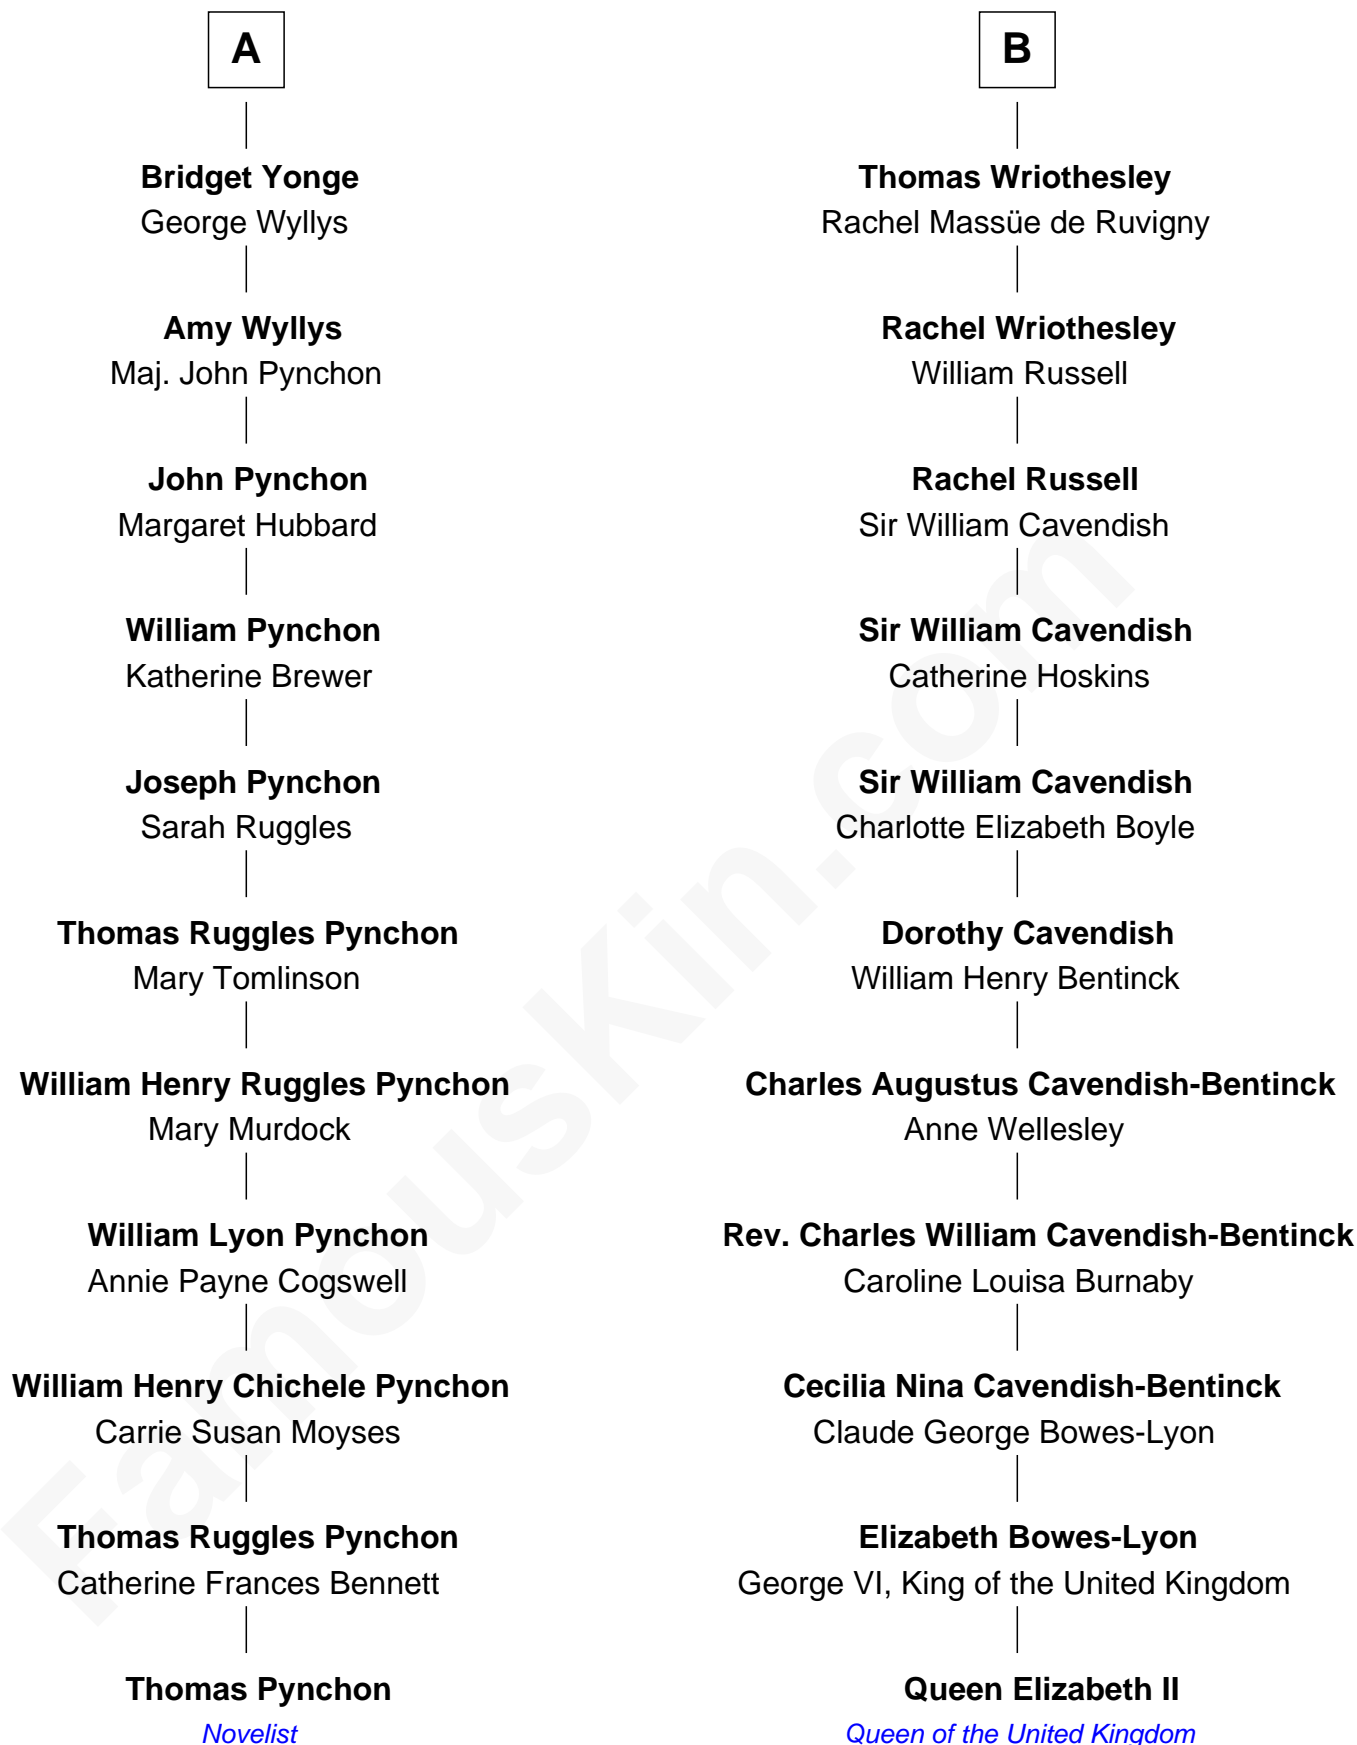 A
Bridget Yonge
George Wyllys
Amy Wyllys
Maj. John Pynchon
John Pynchon
Margaret Hubbard
William Pynchon
Katherine Brewer
Joseph Pynchon
Sarah Ruggles
Thomas Ruggles Pynchon
Mary Tomlinson
William Henry Ruggles Pynchon
Mary Murdock
William Lyon Pynchon
Annie Payne Cogswell
William Henry Chichele Pynchon
Carrie Susan Moyses
Thomas Ruggles Pynchon
Catherine Frances Bennett
Thomas Pynchon
Novelist
B
Thomas Wriothesley
Rachel Massüe de Ruvigny
Rachel Wriothesley
William Russell
Rachel Russell
Sir William Cavendish
Sir William Cavendish
Catherine Hoskins
Sir William Cavendish
Charlotte Elizabeth Boyle
Dorothy Cavendish
William Henry Bentinck
Charles Augustus Cavendish-Bentinck
Anne Wellesley
Rev. Charles William Cavendish-Bentinck
Caroline Louisa Burnaby
Cecilia Nina Cavendish-Bentinck
Claude George Bowes-Lyon
Elizabeth Bowes-Lyon
George VI, King of the United Kingdom
Queen Elizabeth II
Queen of the United Kingdom
FamousKin.com